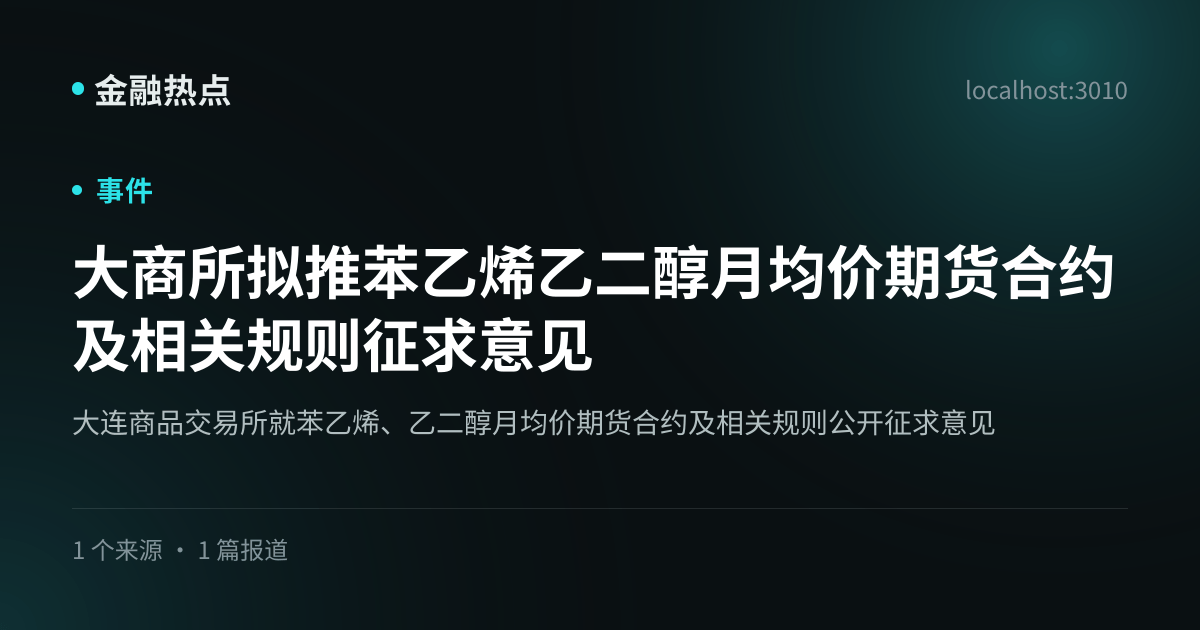 金融热点
localhost:3010
事件
大商所拟推苯乙烯乙二醇月均价期货合约
及相关规则征求意见
大连商品交易所就苯乙烯、乙二醇月均价期货合约及相关规则公开征求意见
1 个来源 · 1 篇报道